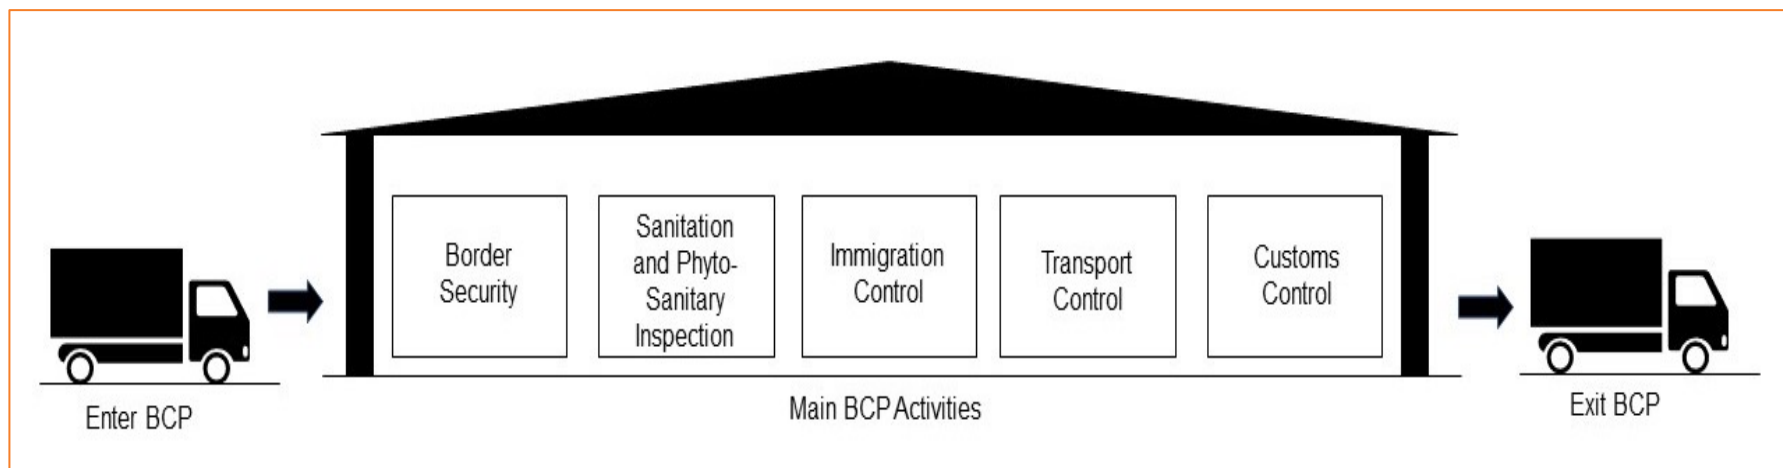 Border
Security
Sanitation
and Phyto-
Sanitary
Inspection
Immigration
Control
Transport
Control
Customs
Control
Enter BCP
Main BCP Activities
Exit BCP